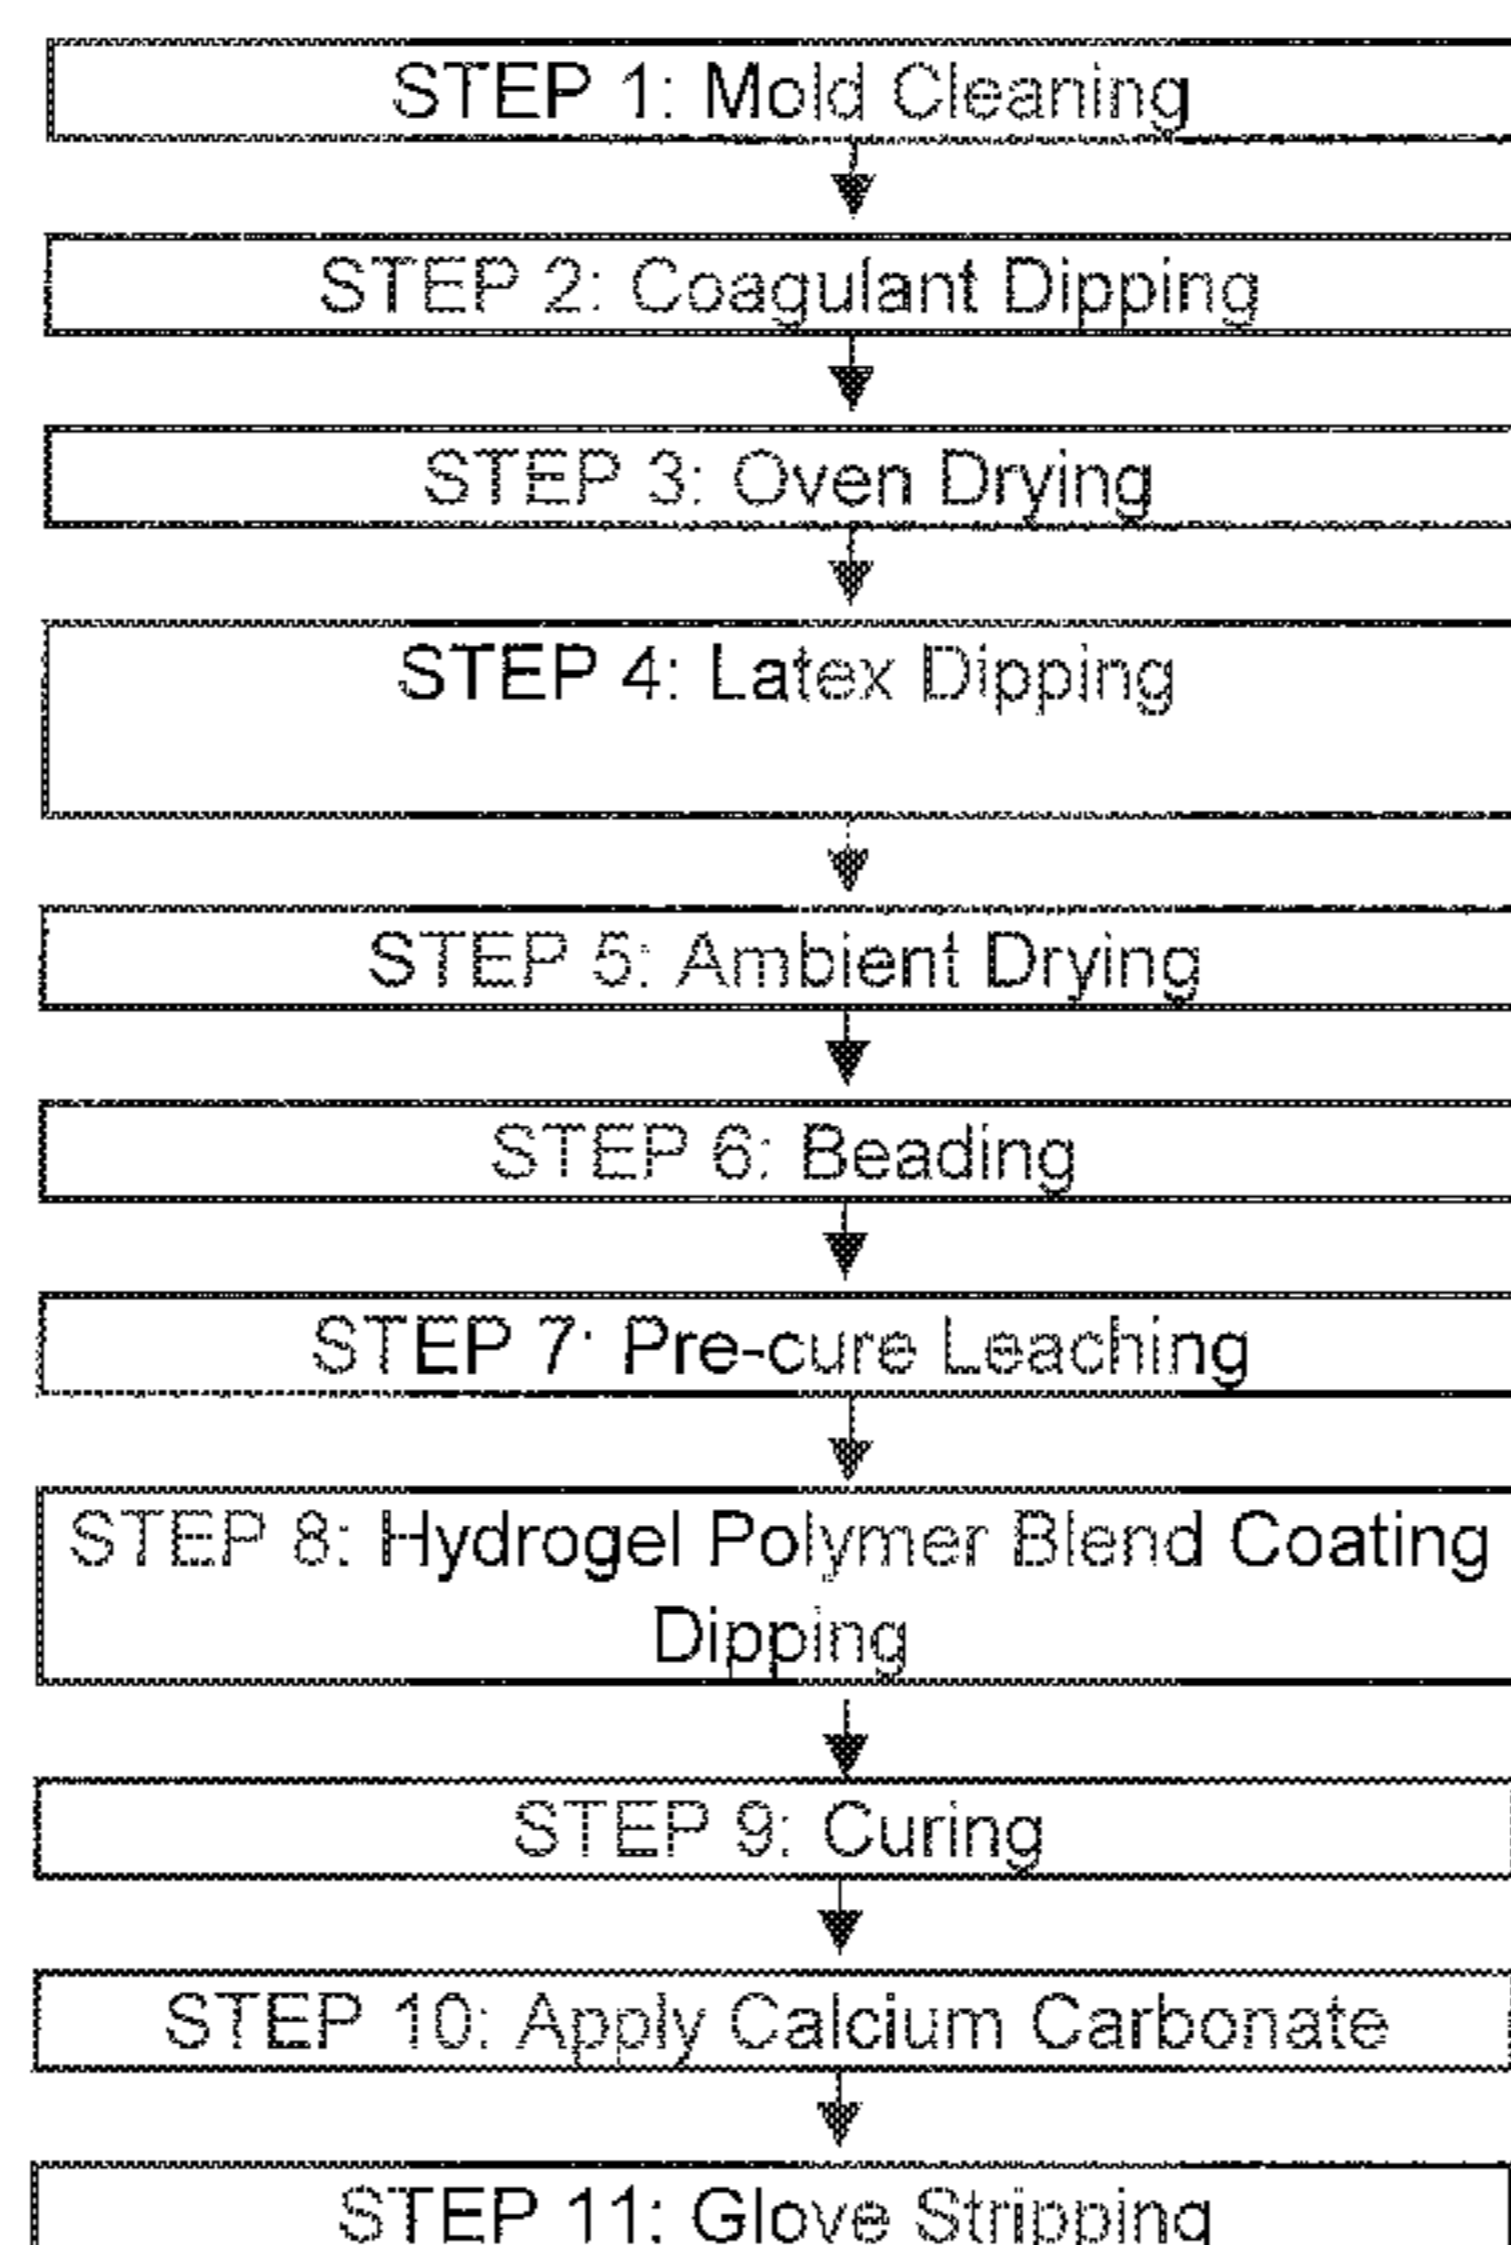 STEP 1: Mold Cleaning
STEP 2: Coagulant Dipping
STEP 3: Oven Drying
STEP 4: Latex Dipping
STEP 5: Ambient Drying
STEP 6: Beading
STEP 7: Pre-cure Leaching
STEP 8: Hydrogel Polymer Blend Coating
Dipping
STEP 9: Curing
STEP 10: Apply Calcium Carbonate
STEP 11: Glove Stripping